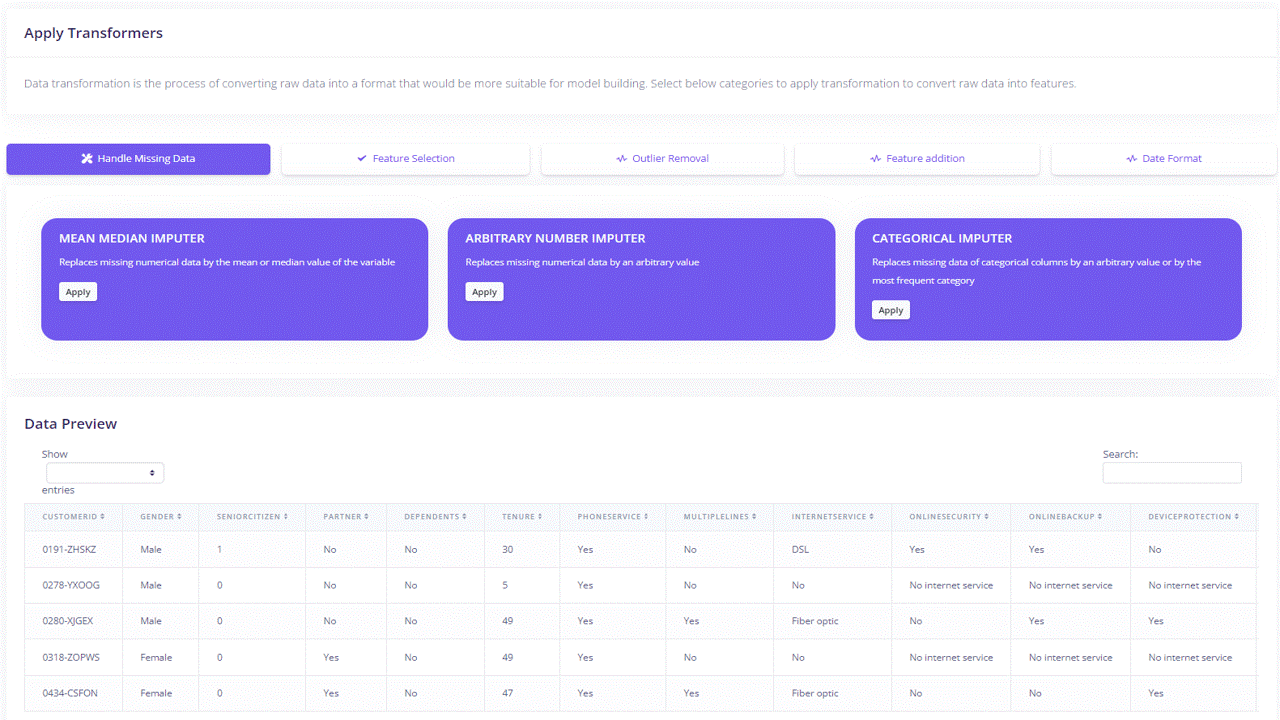 Apply Transformers
Data transformation is the process of converting raw data into a format that would be more suitable for model building. Select below categories to apply transformation to convert raw data into features.
Handle Missing Data Feature Selection Outlier Removal Feature addition Date Format
MEAN MEDIAN IMPUTER
Replaces missing numerical data by the mean or median value of the variable
Apply
ARBITRARY NUMBER IMPUTER
Replaces missing numerical data by an arbitrary value
Apply
CATEGORICAL IMPUTER
Replaces missing data of categorical columns by an arbitrary value or by the
most frequent category
Apply
Data Preview
Show
entries
Search:
CUSTOMERID GENDER SENIORCITIZEN PARTNER DEPENDENTS TENURE PHONESERVICE MULTIPLELINES INTERNETSERVICE ONLINESECURITY ONLINEBACKUP DEVICEPROTECTION
0191-ZHSKZ Male 1 No No 30 Yes No DSL Yes Yes No
0278-YXOOG Male 0 No No 5 Yes No No No internet service No internet service No internet service
0280-XJGEX Male 0 No No 49 Yes Yes Fiber optic No Yes Yes
0318-ZOPWS Female 0 Yes No 49 Yes No No No internet service No internet service No internet service
0434-CSFON Female 0 Yes No 47 Yes Yes Fiber optic No No Yes